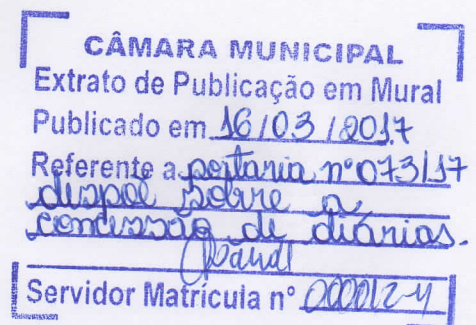 CÂMARA MUNICIPAL
Extrato de Publicação em Mural
Publicado em 16/03/2017
Referente a portaria nº 073/17
dispõe sobre a
concessão de diárias.
Servidor Matrícula nº 000012-4